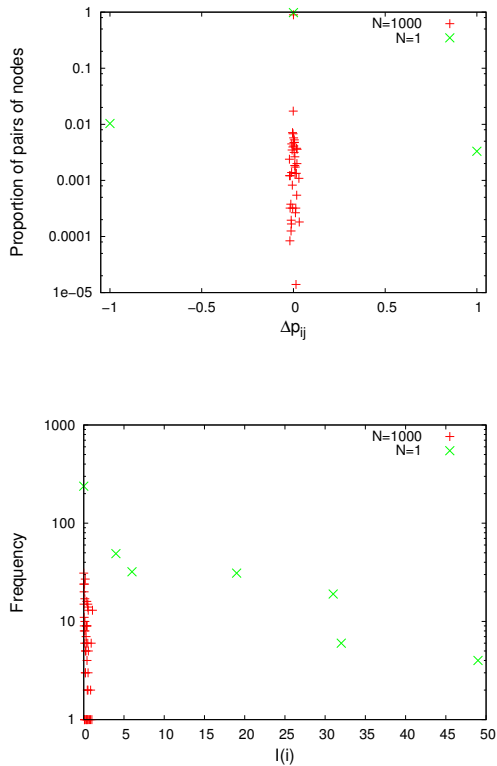 1
0.1
0.01
0.001
0.0001
1e-05
Proportion of pairs of nodes
N=1000
N=1
−1 −0.5 0 0.5 1
Δpij
1000
100
10
1
Frequency
N=1000
N=1
0 5 10 15 20 25 30 35 40 45 50
I(i)